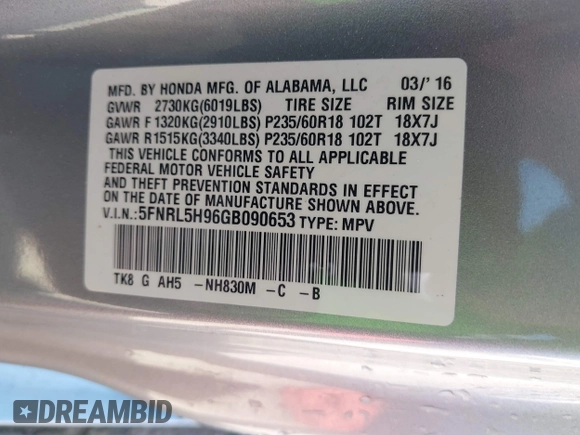 MFD. BY HONDA MFG. OF ALABAMA, LLC 03/'16
GVWR 2730KG(6019LBS) TIRE SIZE RIM SIZE
GAWR F 1320KG(2910LBS) P235/60R18 102T 18X7J
GAWR R 1515KG(3340LBS) P235/60R18 102T 18X7J
THIS VEHICLE CONFORMS TO ALL APPLICABLE
FEDERAL MOTOR VEHICLE SAFETY
AND THEFT PREVENTION STANDARDS IN EFFECT
ON THE DATE OF MANUFACTURE SHOWN ABOVE.
V.I.N.:5FNRL5H96GB090653 TYPE: MPV
TK8 G AH5 -NH830M -C -B
DREAMBID